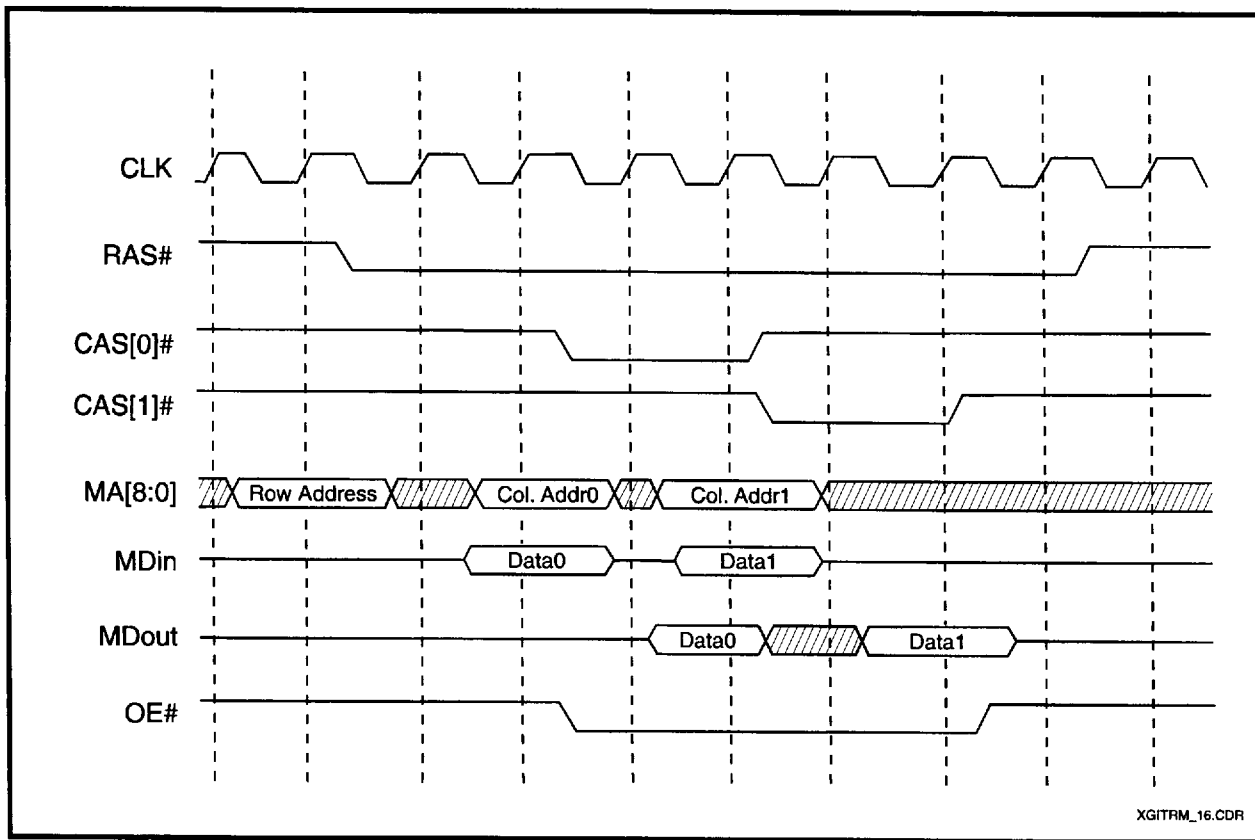 CLK
RAS#
CAS[0]#
CAS[1]#
MA[8:0] Row Address Col. Addr0 Col. Addr1
MDin Data0 Data1
MDout Data0 Data1
OE#
XGITRM_16.CDR